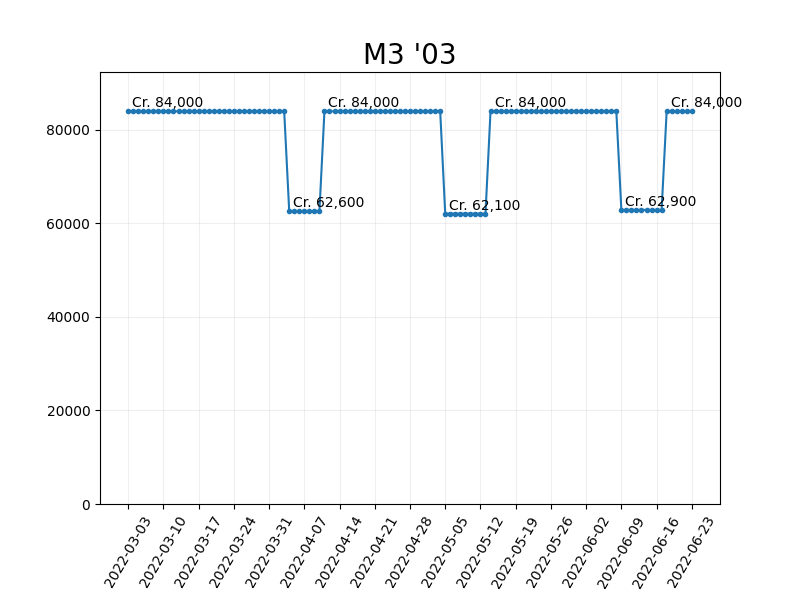 M3 '03
Cr. 84,000
Cr. 84,000
Cr. 84,000
Cr. 84,000
80000
Cr. 62,600
Cr. 62,100
Cr. 62,900
60000
40000
20000
0
2022-03-03
2022-03-10
2022-03-17
2022-03-24
2022-03-31
2022-04-07
2022-04-14
2022-04-21
2022-04-28
2022-05-05
2022-05-12
2022-05-19
2022-05-26
2022-06-02
2022-06-09
2022-06-16
2022-06-23